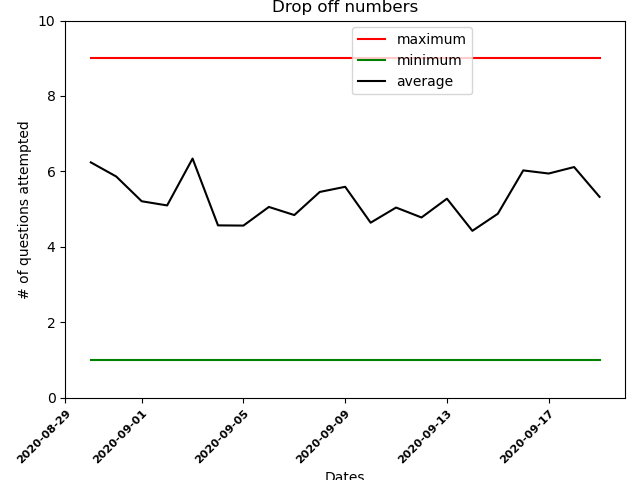 Drop off numbers
10
8
6
4
2
0
# of questions attempted
maximum
minimum
average
2020-08-29
2020-09-01
2020-09-05
2020-09-09
2020-09-13
2020-09-17
Dates